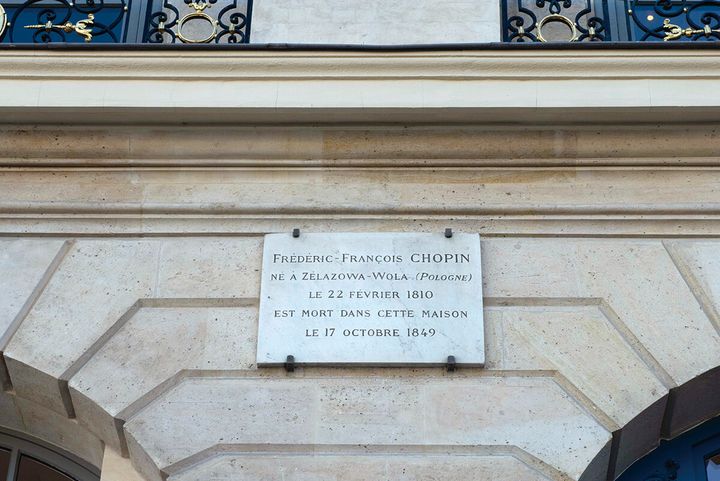 FRÉDÉRIC-FRANÇOIS CHOPIN
NÉ À ZÉLAZOWA-WOLA (POLOGNE)
LE 22 FÉVRIER 1810
EST MORT DANS CETTE MAISON
LE 17 OCTOBRE 1849